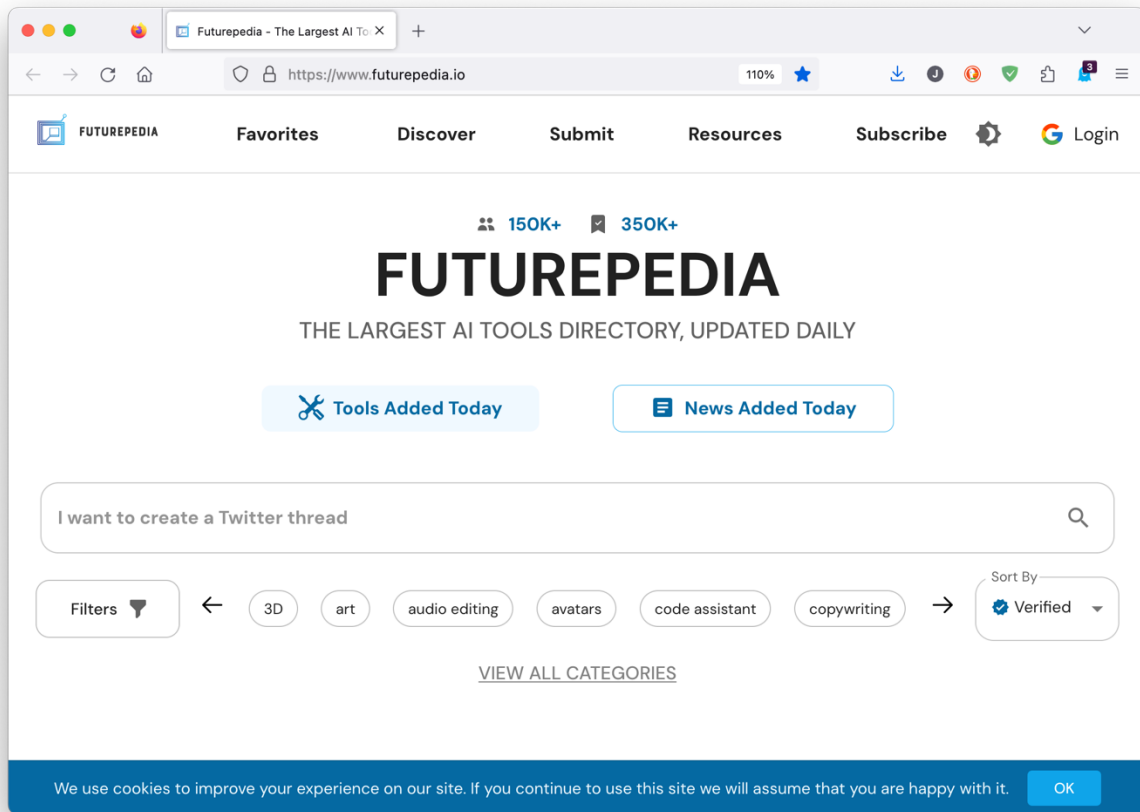 Futurepedia - The Largest AI To
https://www.futurepedia.io 110% J 3
FUTUREPEDIA Favorites Discover Submit Resources Subscribe Login
150K+ 350K+
FUTUREPEDIA
THE LARGEST AI TOOLS DIRECTORY, UPDATED DAILY
Tools Added Today News Added Today
I want to create a Twitter thread
Sort By
Filters 3D art audio editing avatars code assistant copywriting Verified
VIEW ALL CATEGORIES
We use cookies to improve your experience on our site. If you continue to use this site we will assume that you are happy with it. OK